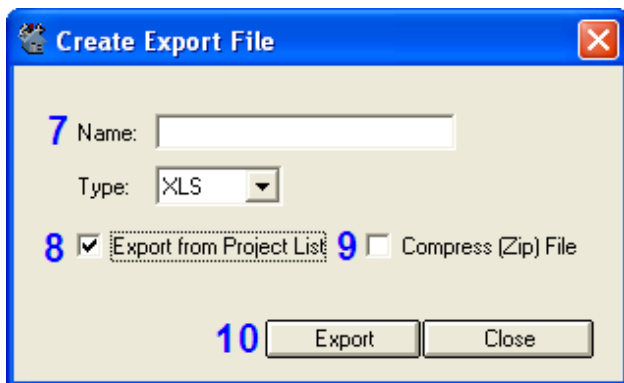 Create Export File
7 Name:
Type: XLS
8 Export from Project List 9 Compress (Zip) File
10 Export Close